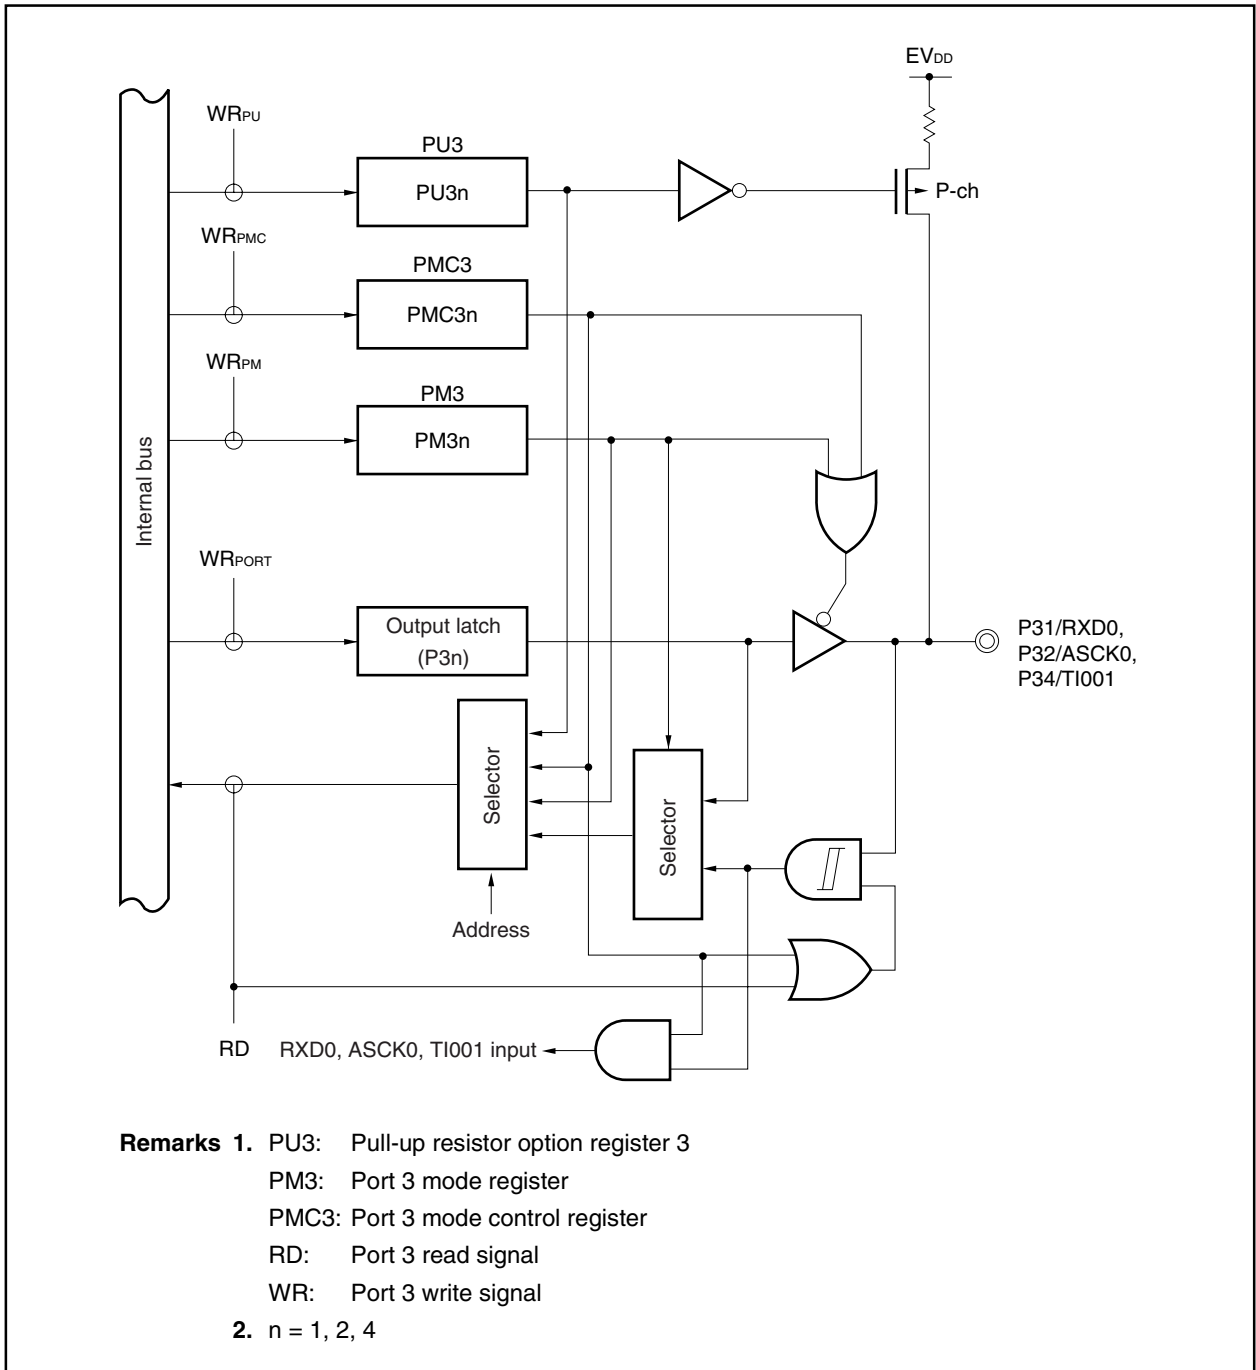 EVDD
WRPU
PU3
PU3n
P-ch
WRPMC
PMC3
PMC3n
WRPM
PM3
PM3n
Internal bus
WRPORT
Output latch
(P3n)
P31/RXD0,
P32/ASCK0,
P34/TI001
Selector
Selector
Address
RD
RXD0, ASCK0, TI001 input
Remarks 1. PU3: Pull-up resistor option register 3
PM3: Port 3 mode register
PMC3: Port 3 mode control register
RD: Port 3 read signal
WR: Port 3 write signal
2. n = 1, 2, 4